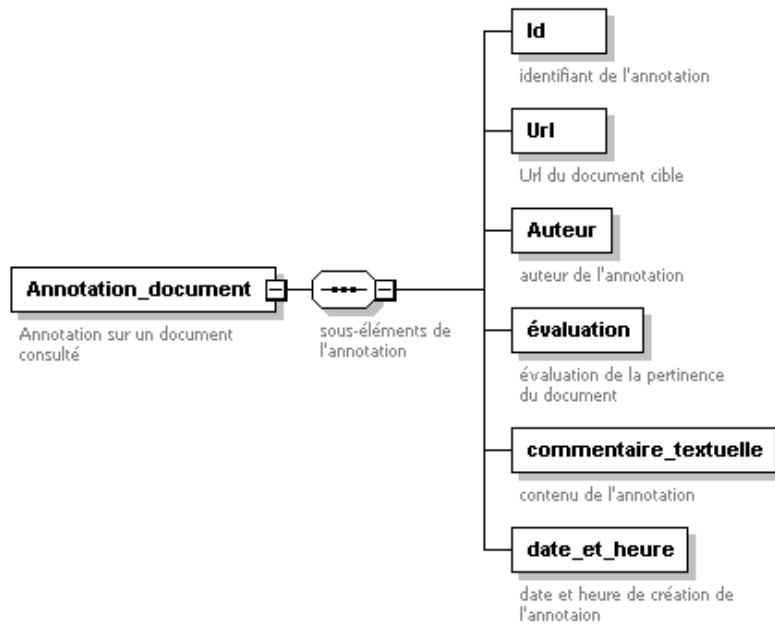 Id
identifiant de l'annotation
Url
Url du document cible
Auteur
auteur de l'annotation
Annotation_document
Annotation sur un document
consulté
sous-éléments de
l'annotation
évaluation
évaluation de la pertinence
du document
commentaire_textuelle
contenu de l'annotation
date_et_heure
date et heure de création de
l'annotaion